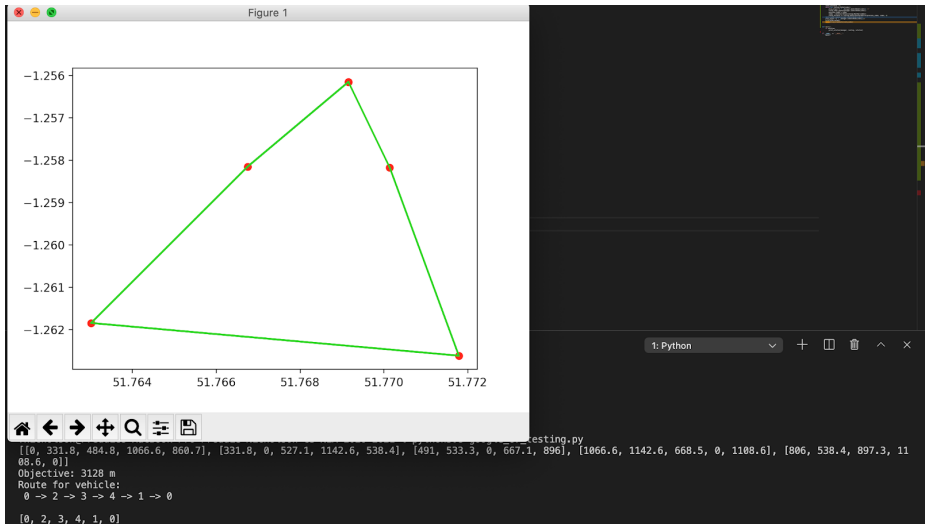 Figure 1
−1.256
−1.257
−1.258
−1.259
−1.260
−1.261
−1.262
51.764 51.766 51.768 51.770 51.772
1: Python
esting.py
[[0, 331.8, 484.8, 1066.6, 860.7], [331.8, 0, 527.1, 1142.6, 538.4], [491, 533.3, 0, 667.1, 896], [1066.6, 1142.6, 668.5, 0, 1108.6], [806, 538.4, 897.3, 11
08.6, 0]]
Objective: 3128 m
Route for vehicle:
0 -> 2 -> 3 -> 4 -> 1 -> 0
[0, 2, 3, 4, 1, 0]